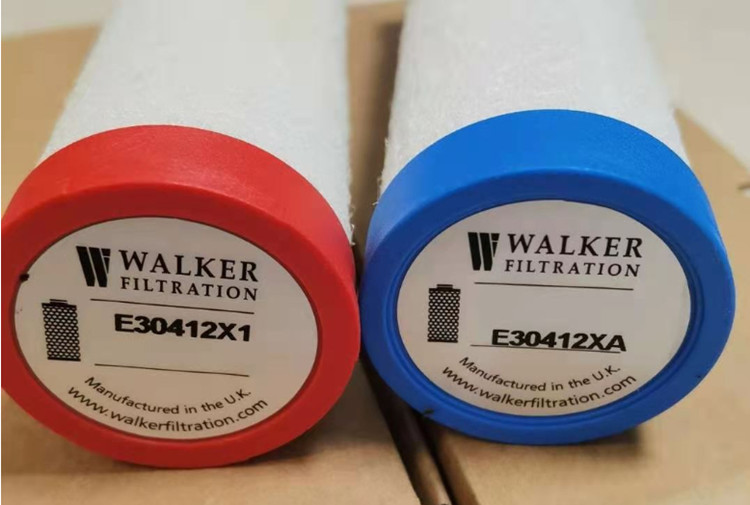 WALKER
FILTRATION
E30412X1
Manufactured in the U.K.
www.walkerfiltration.com
WALKER
FILTRATION
E30412XA
Manufactured in the U.K.
www.walkerfiltration.com